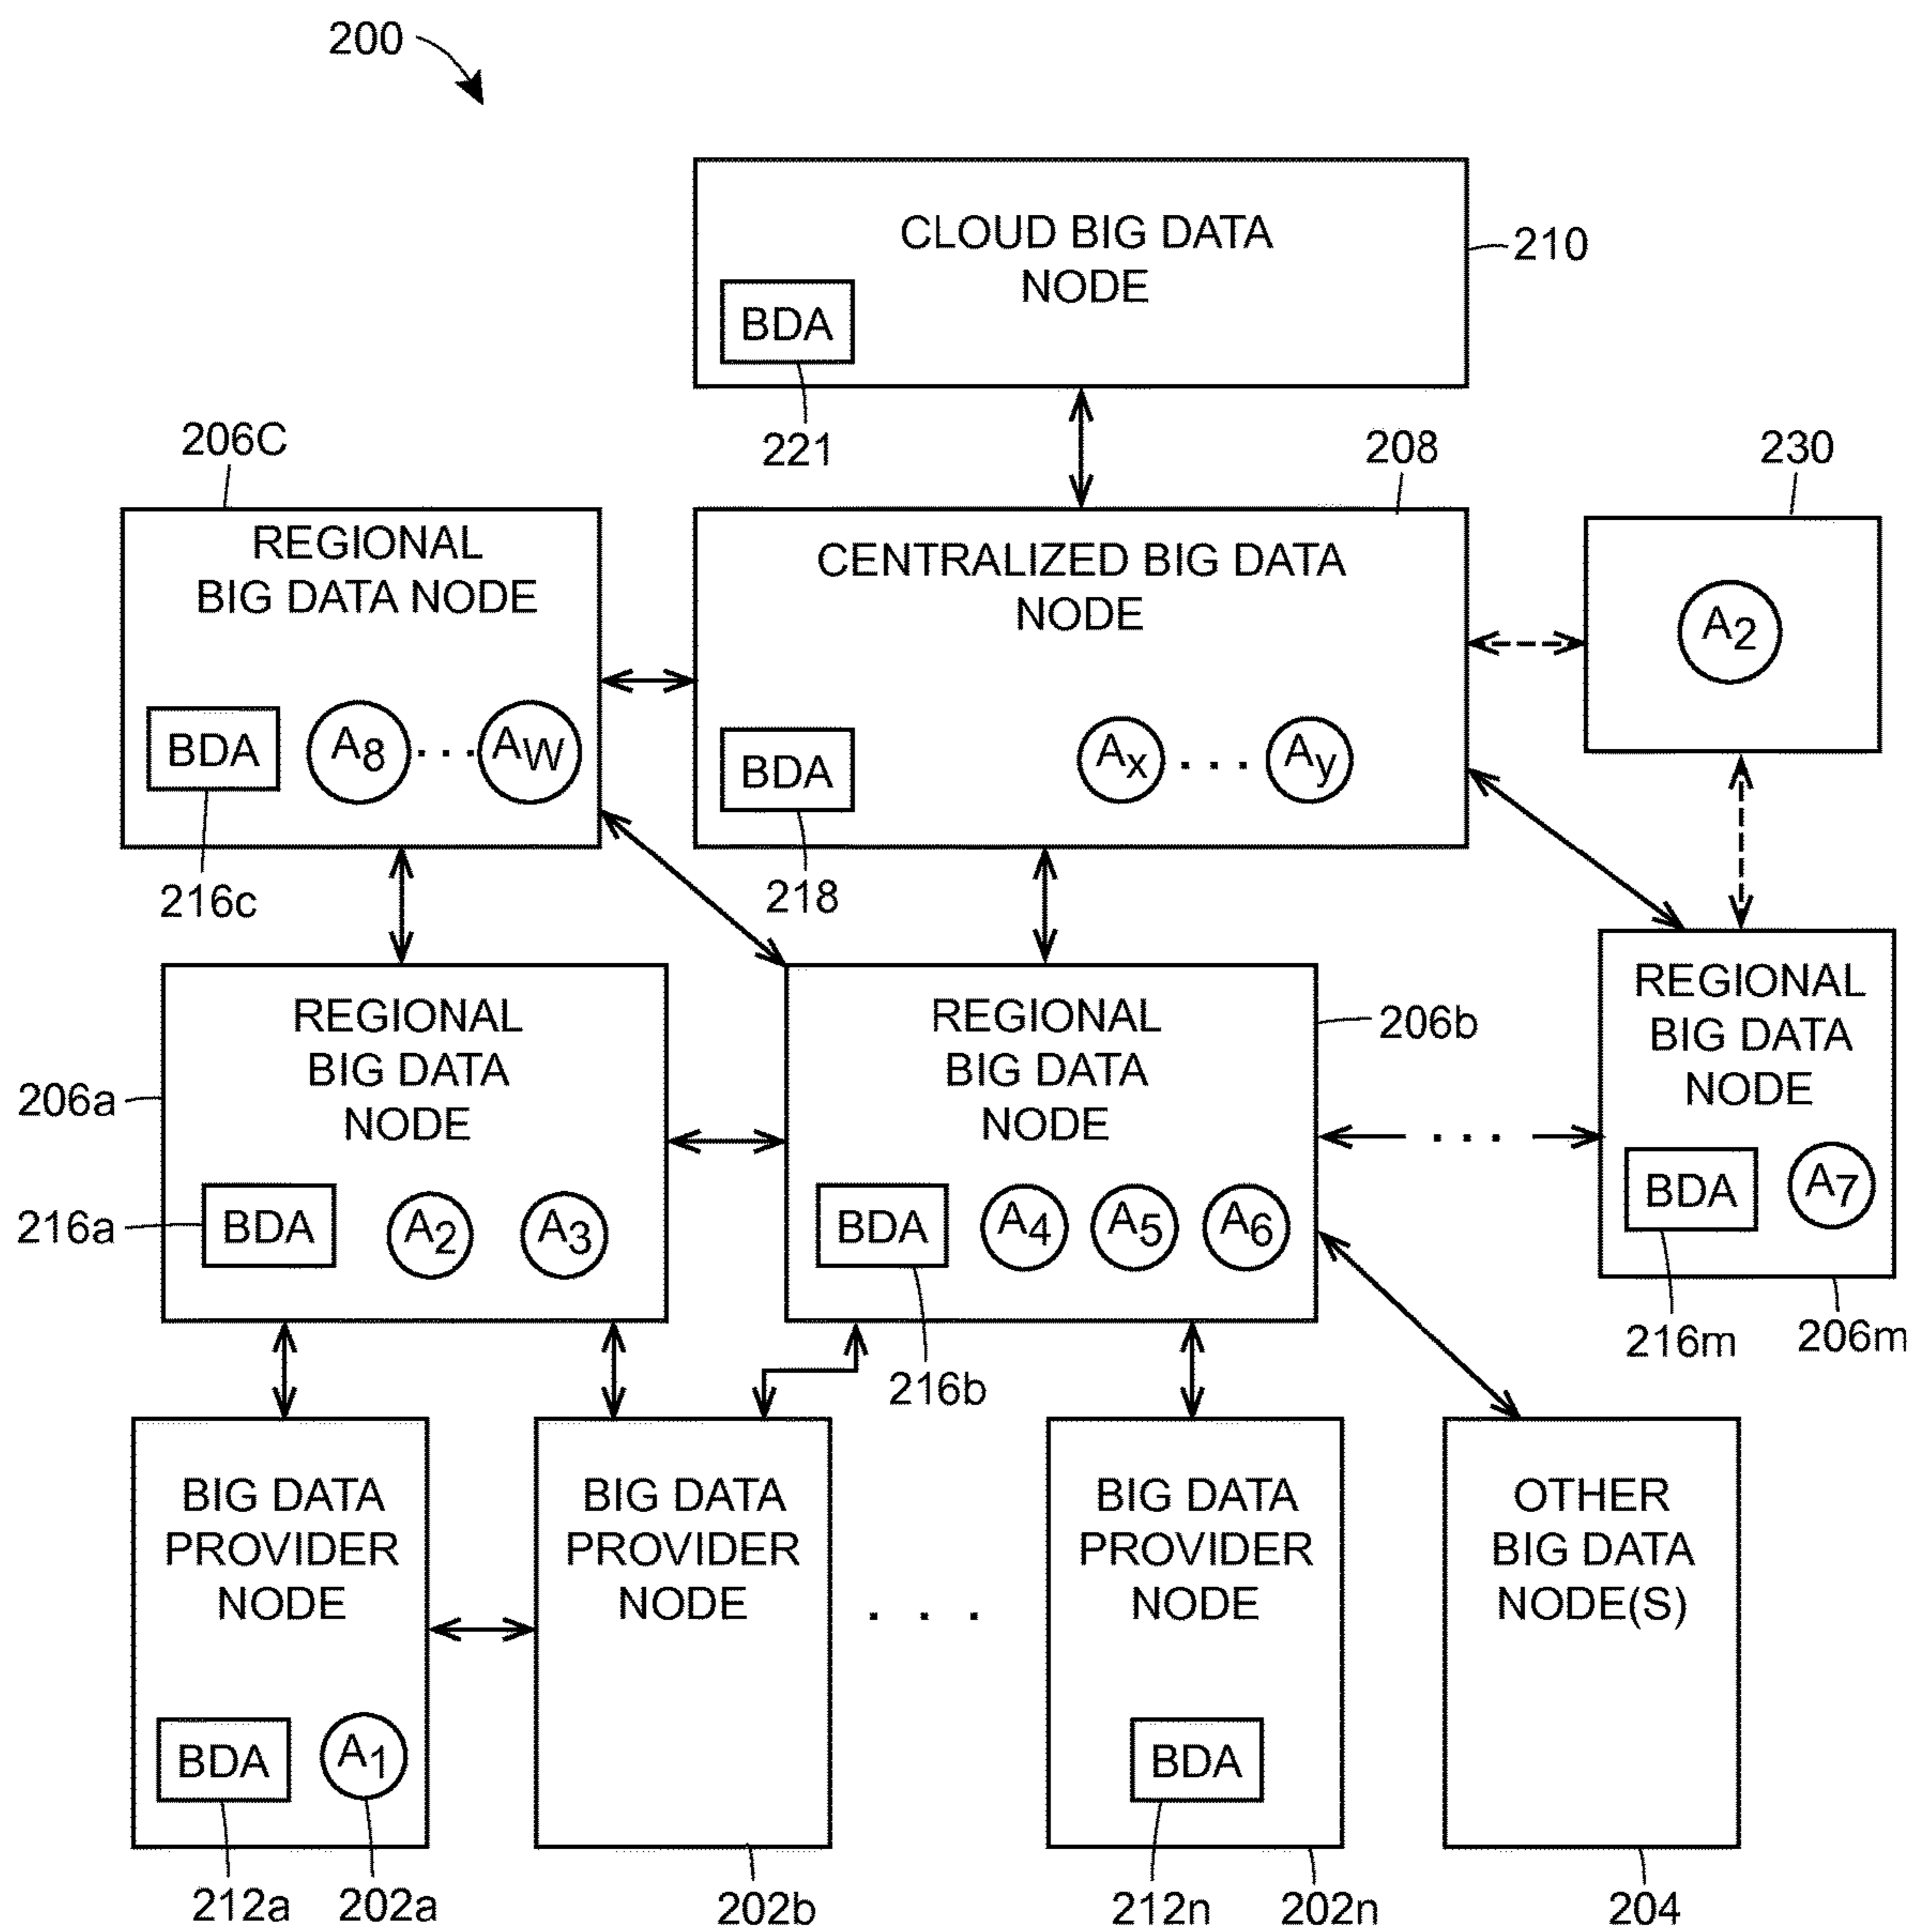 200
CLOUD BIG DATA
NODE
210
BDA
221
206C
208
230
REGIONAL
BIG DATA NODE
CENTRALIZED BIG DATA
NODE
A2
BDA
A8
...
AW
BDA
Ax
...
Ay
216c
218
REGIONAL
BIG DATA
NODE
206a
216a
BDA
A2
A3
REGIONAL
BIG DATA
NODE
206b
BDA
A4
A5
A6
216b
...
REGIONAL
BIG DATA
NODE
BDA
A7
216m
206m
BIG DATA
PROVIDER
NODE
BDA
A1
212a
202a
BIG DATA
PROVIDER
NODE
202b
...
BIG DATA
PROVIDER
NODE
BDA
212n
202n
OTHER
BIG DATA
NODE(S)
204